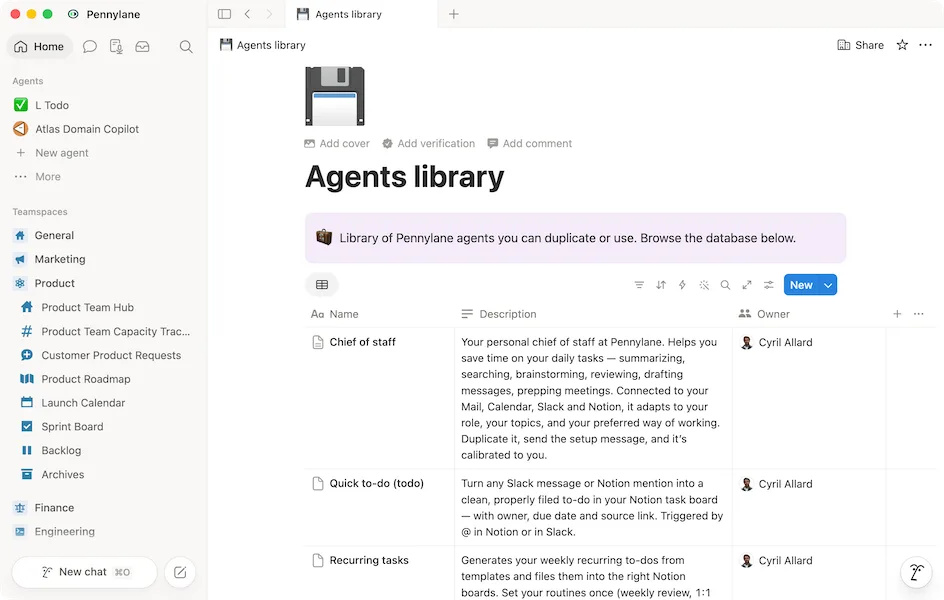 Pennylane
Agents library
Home
Agents library
Share
Agents
L Todo
Atlas Domain Copilot
New agent
More
Teamspaces
General
Marketing
Product
Product Team Hub
Product Team Capacity Trac...
Customer Product Requests
Product Roadmap
Launch Calendar
Sprint Board
Backlog
Archives
Finance
Engineering
New chat ⌘O
Add cover
Add verification
Add comment
Agents library
Library of Pennylane agents you can duplicate or use. Browse the database below.
New
Aa Name
Description
Owner
Chief of staff
Your personal chief of staff at Pennylane. Helps you
save time on your daily tasks — summarizing,
searching, brainstorming, reviewing, drafting
messages, prepping meetings. Connected to your
Mail, Calendar, Slack and Notion, it adapts to your
role, your topics, and your preferred way of working.
Duplicate it, send the setup message, and it's
calibrated to you.
Cyril Allard
Quick to-do (todo)
Turn any Slack message or Notion mention into a
clean, properly filed to-do in your Notion task board
— with owner, due date and source link. Triggered by
@ in Notion or in Slack.
Cyril Allard
Recurring tasks
Generates your weekly recurring to-dos from
templates and files them into the right Notion
boards. Set your routines once (weekly review, 1:1
Cyril Allard